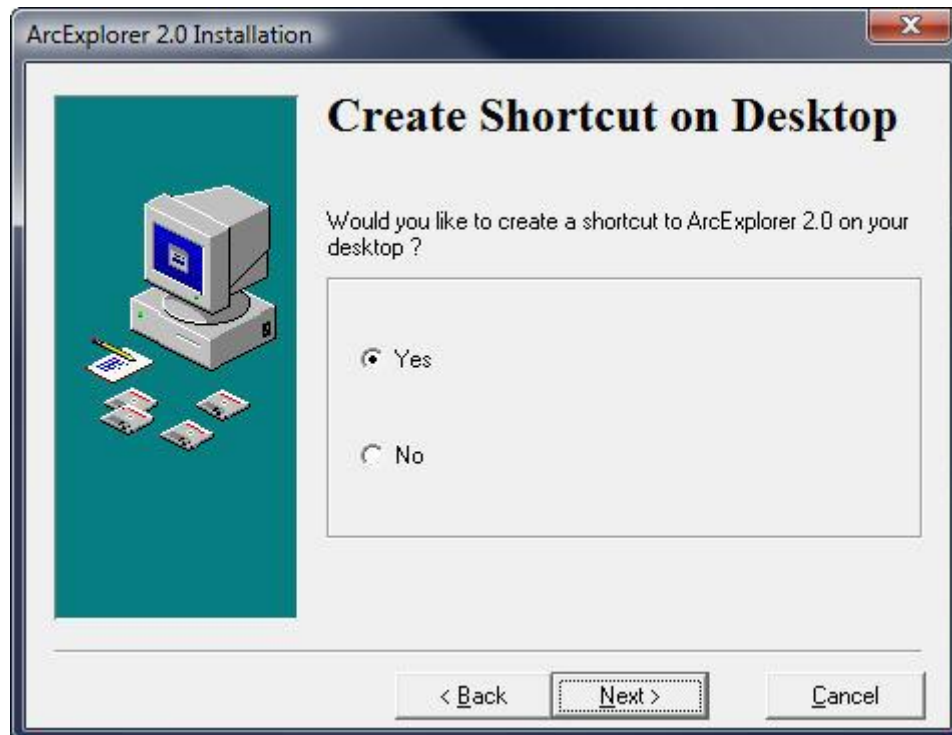 ArcExplorer 2.0 Installation
Create Shortcut on Desktop
Would you like to create a shortcut to ArcExplorer 2.0 on your
desktop ?
Yes
No
< Back
Next >
Cancel